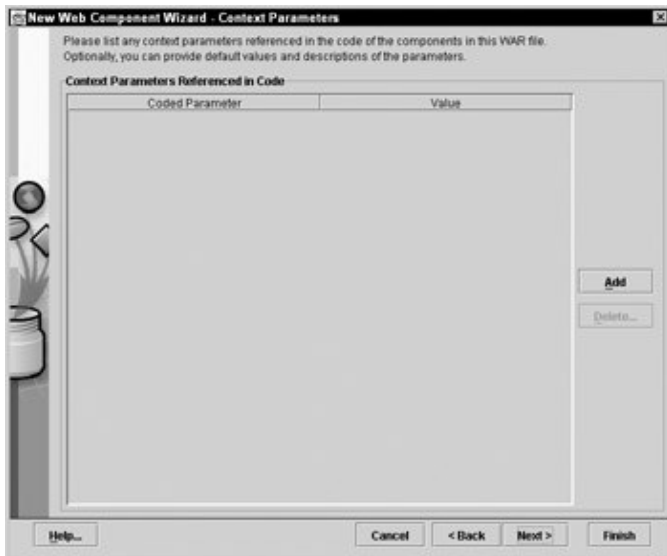 New Web Component Wizard - Context Parameters
Please list any context parameters referenced in the code of the components in this WAR file.
Optionally, you can provide default values and descriptions of the parameters.
Context Parameters Referenced in Code
Coded Parameter Value
Add
Delete...
Help... Cancel < Back Next > Finish